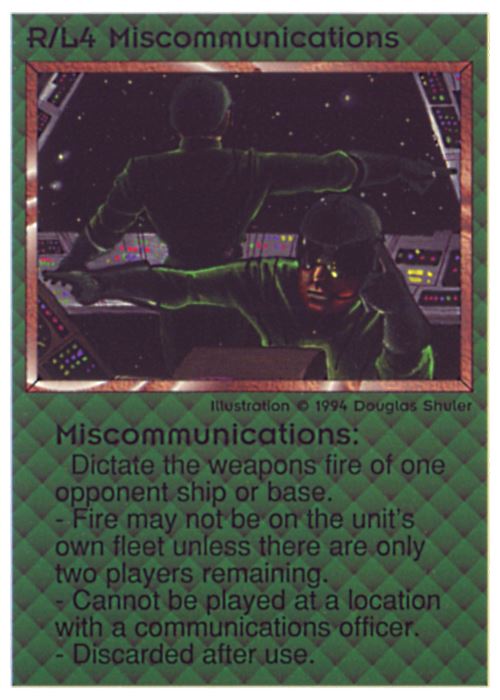 R/L4 Miscommunications
Illustration © 1994 Douglas Shuler
Miscommunications:
Dictate the weapons fire of one
opponent ship or base.
- Fire may not be on the unit's
own fleet unless there are only
two players remaining.
- Cannot be played at a location
with a communications officer.
- Discarded after use.